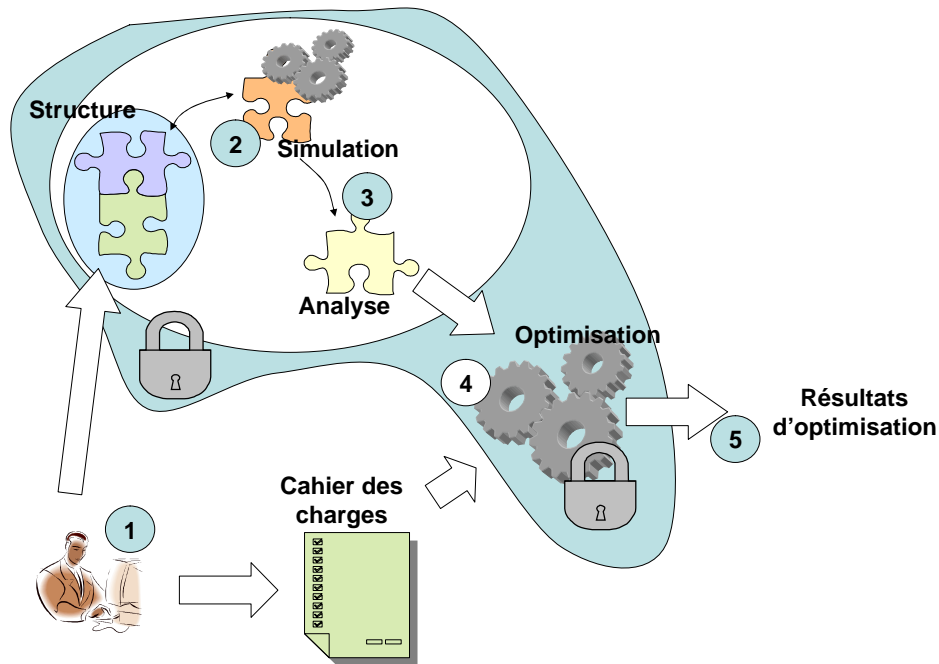 Structure
2
Simulation
3
Analyse
Optimisation
4
5
Résultats
d'optimisation
1
Cahier des
charges